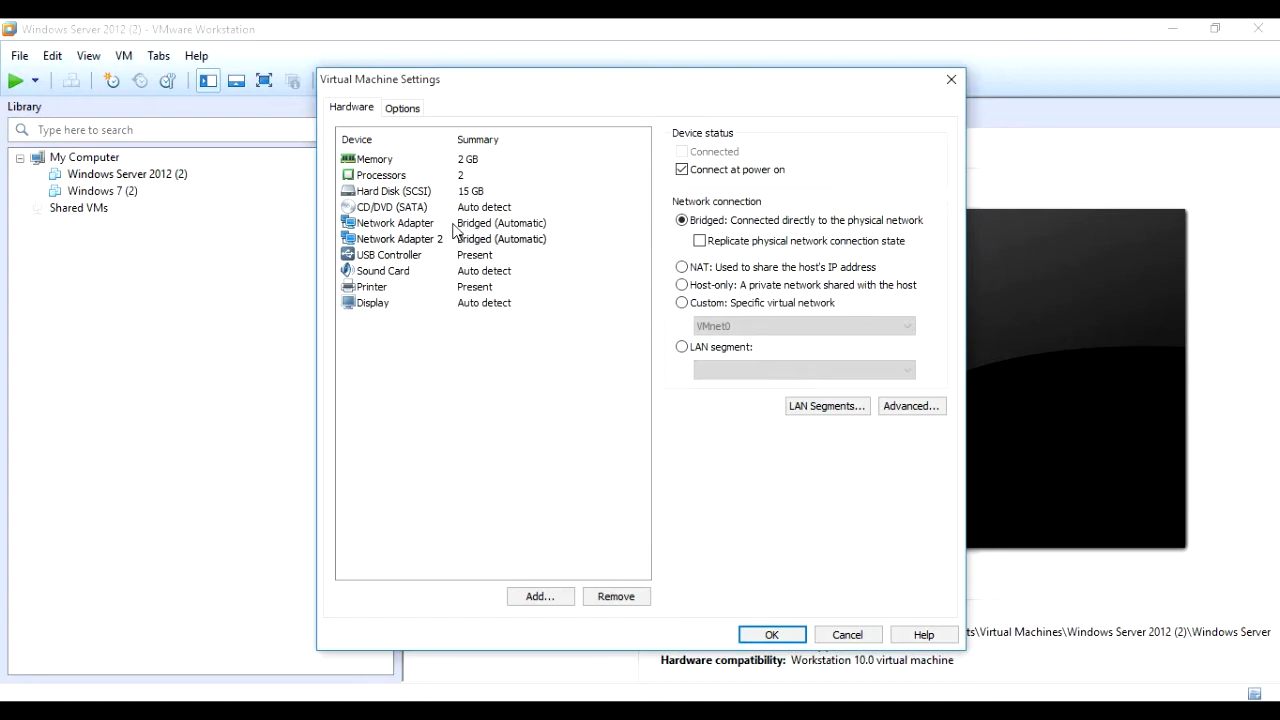 Windows Server 2012 (2) - VMware Workstation
File Edit View VM Tabs Help
Library
Type here to search
My Computer
Windows Server 2012 (2)
Windows 7 (2)
Shared VMs
Virtual Machine Settings
Hardware Options
Device Summary
Memory 2 GB
Processors 2
Hard Disk (SCSI) 15 GB
CD/DVD (SATA) Auto detect
Network Adapter Bridged (Automatic)
Network Adapter 2 Bridged (Automatic)
USB Controller Present
Sound Card Auto detect
Printer Present
Display Auto detect
Add... Remove
Device status
Connected
Connect at power on
Network connection
Bridged: Connected directly to the physical network
Replicate physical network connection state
NAT: Used to share the host's IP address
Host-only: A private network shared with the host
Custom: Specific virtual network
VMnet0
LAN segment:
LAN Segments... Advanced...
OK Cancel Help
ts\Virtual Machines\Windows Server 2012 (2)\Windows Server
Hardware compatibility: Workstation 10.0 virtual machine